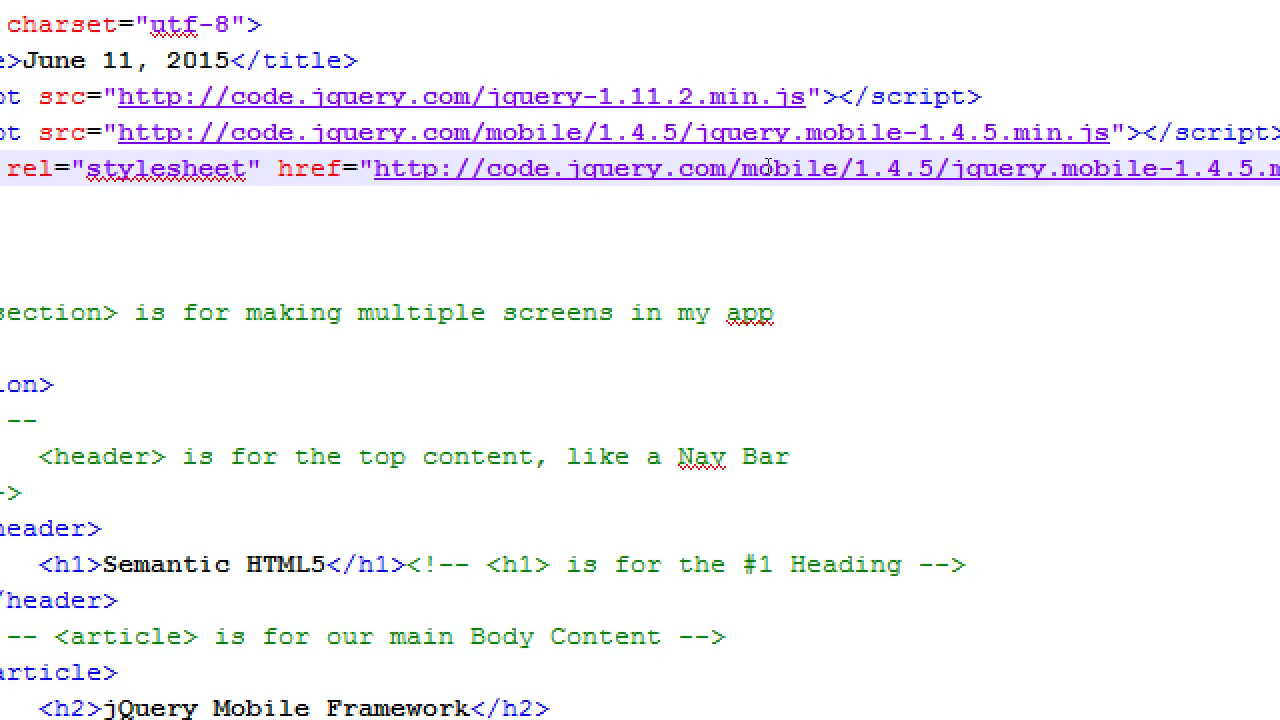 charset="utf-8">
e>June 11, 2015</title>
pt src="http://code.jquery.com/jquery-1.11.2.min.js"></script>
pt src="http://code.jquery.com/mobile/1.4.5/jquery.mobile-1.4.5.min.js"></script>
rel="stylesheet" href="http://code.jquery.com/mobile/1.4.5/jquery.mobile-1.4.5.m
section> is for making multiple screens in my app
ion>
--
<header> is for the top content, like a Nav Bar
->
header>
<h1>Semantic HTML5</h1><!-- <h1> is for the #1 Heading -->
/header>
-- <article> is for our main Body Content -->
article>
<h2>jQuery Mobile Framework</h2>